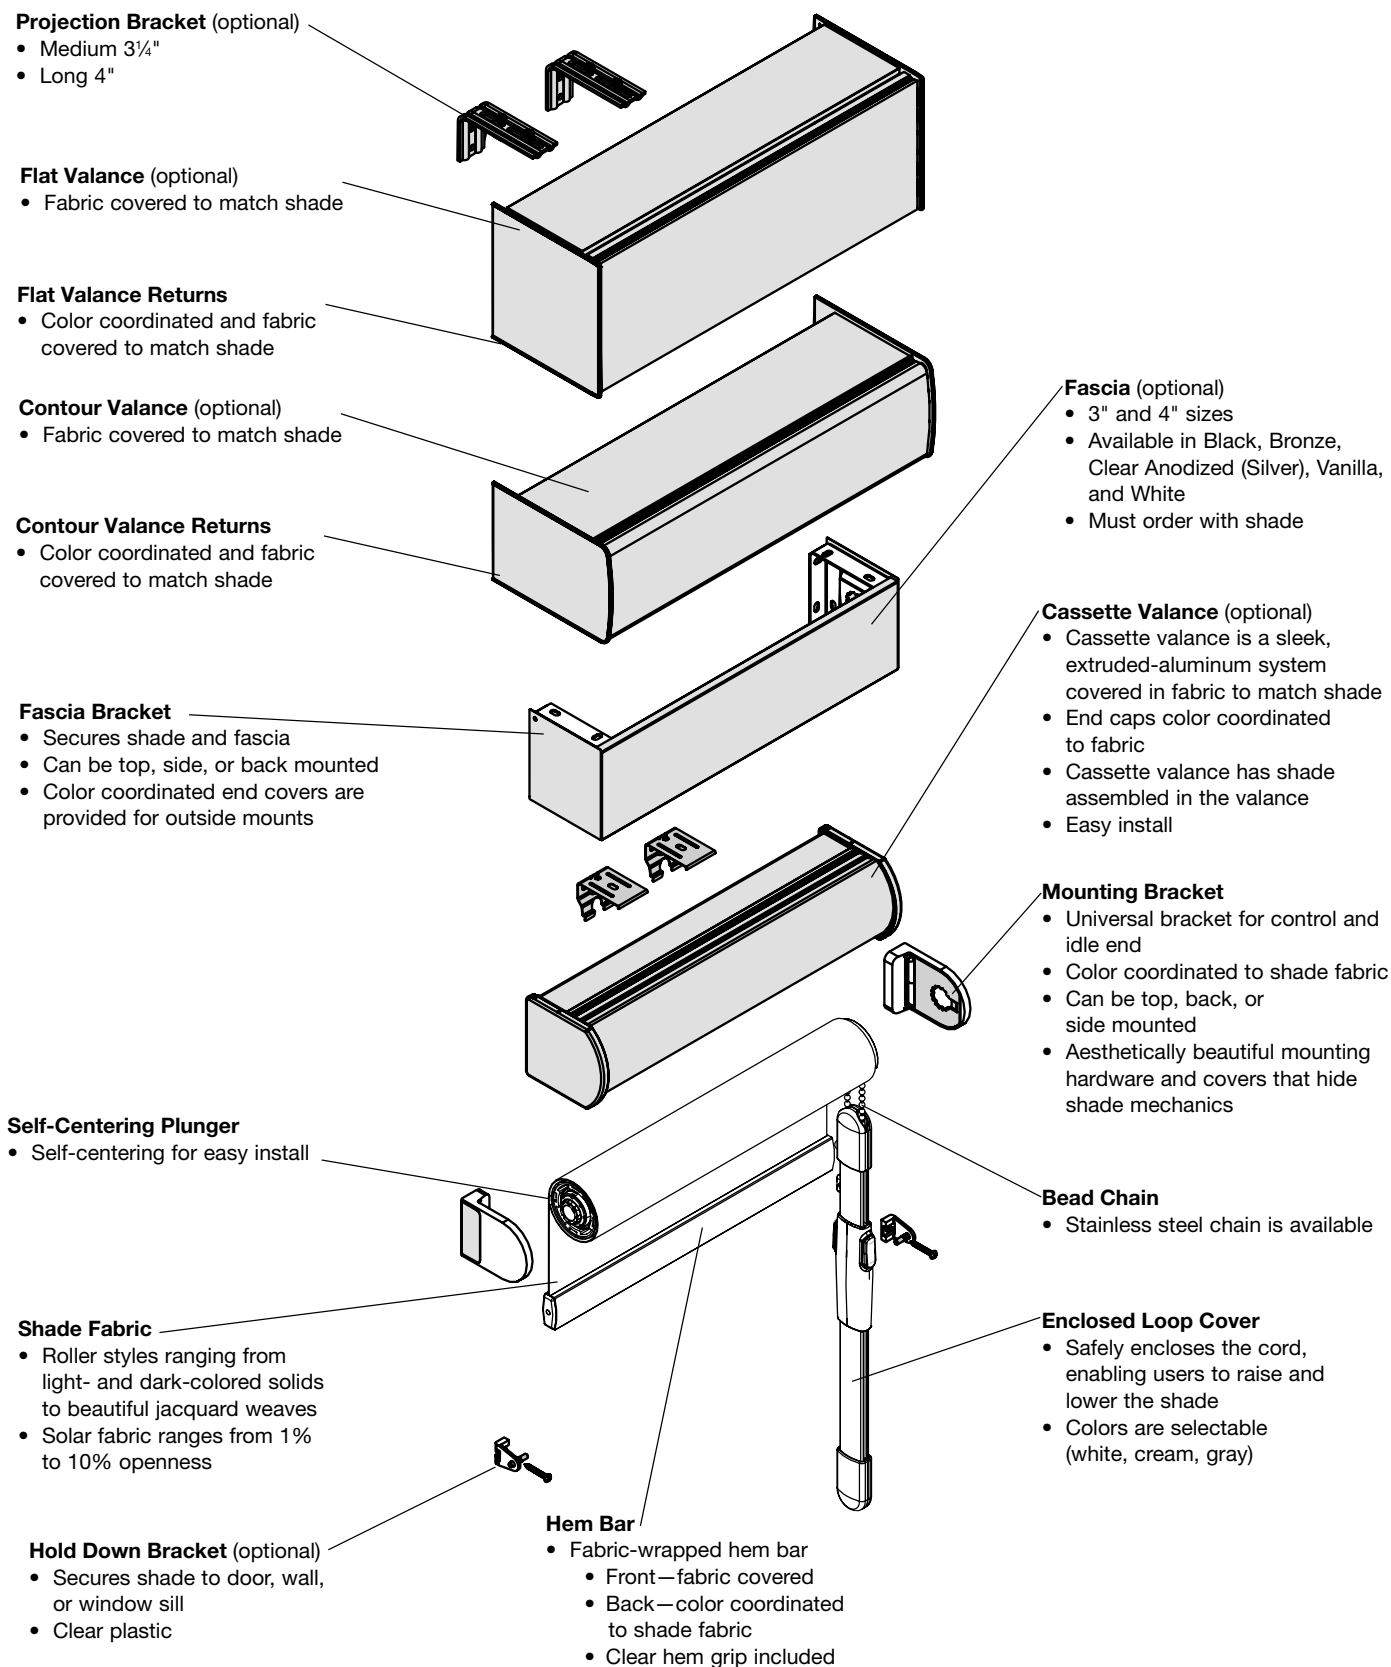 Projection Bracket (optional)
• Medium 3¼"
• Long 4"
Flat Valance (optional)
• Fabric covered to match shade
Flat Valance Returns
• Color coordinated and fabric
covered to match shade
Contour Valance (optional)
• Fabric covered to match shade
Contour Valance Returns
• Color coordinated and fabric
covered to match shade
Fascia Bracket
• Secures shade and fascia
• Can be top, side, or back mounted
• Color coordinated end covers are
provided for outside mounts
Self-Centering Plunger
• Self-centering for easy install
Shade Fabric
• Roller styles ranging from
light- and dark-colored solids
to beautiful jacquard weaves
• Solar fabric ranges from 1%
to 10% openness
Hold Down Bracket (optional)
• Secures shade to door, wall,
or window sill
• Clear plastic
Hem Bar
• Fabric-wrapped hem bar
• Front—fabric covered
• Back—color coordinated
to shade fabric
• Clear hem grip included
Fascia (optional)
• 3" and 4" sizes
• Available in Black, Bronze,
Clear Anodized (Silver), Vanilla,
and White
• Must order with shade
Cassette Valance (optional)
• Cassette valance is a sleek,
extruded-aluminum system
covered in fabric to match shade
• End caps color coordinated
to fabric
• Cassette valance has shade
assembled in the valance
• Easy install
Mounting Bracket
• Universal bracket for control and
idle end
• Color coordinated to shade fabric
• Can be top, back, or
side mounted
• Aesthetically beautiful mounting
hardware and covers that hide
shade mechanics
Bead Chain
• Stainless steel chain is available
Enclosed Loop Cover
• Safely encloses the cord,
enabling users to raise and
lower the shade
• Colors are selectable
(white, cream, gray)